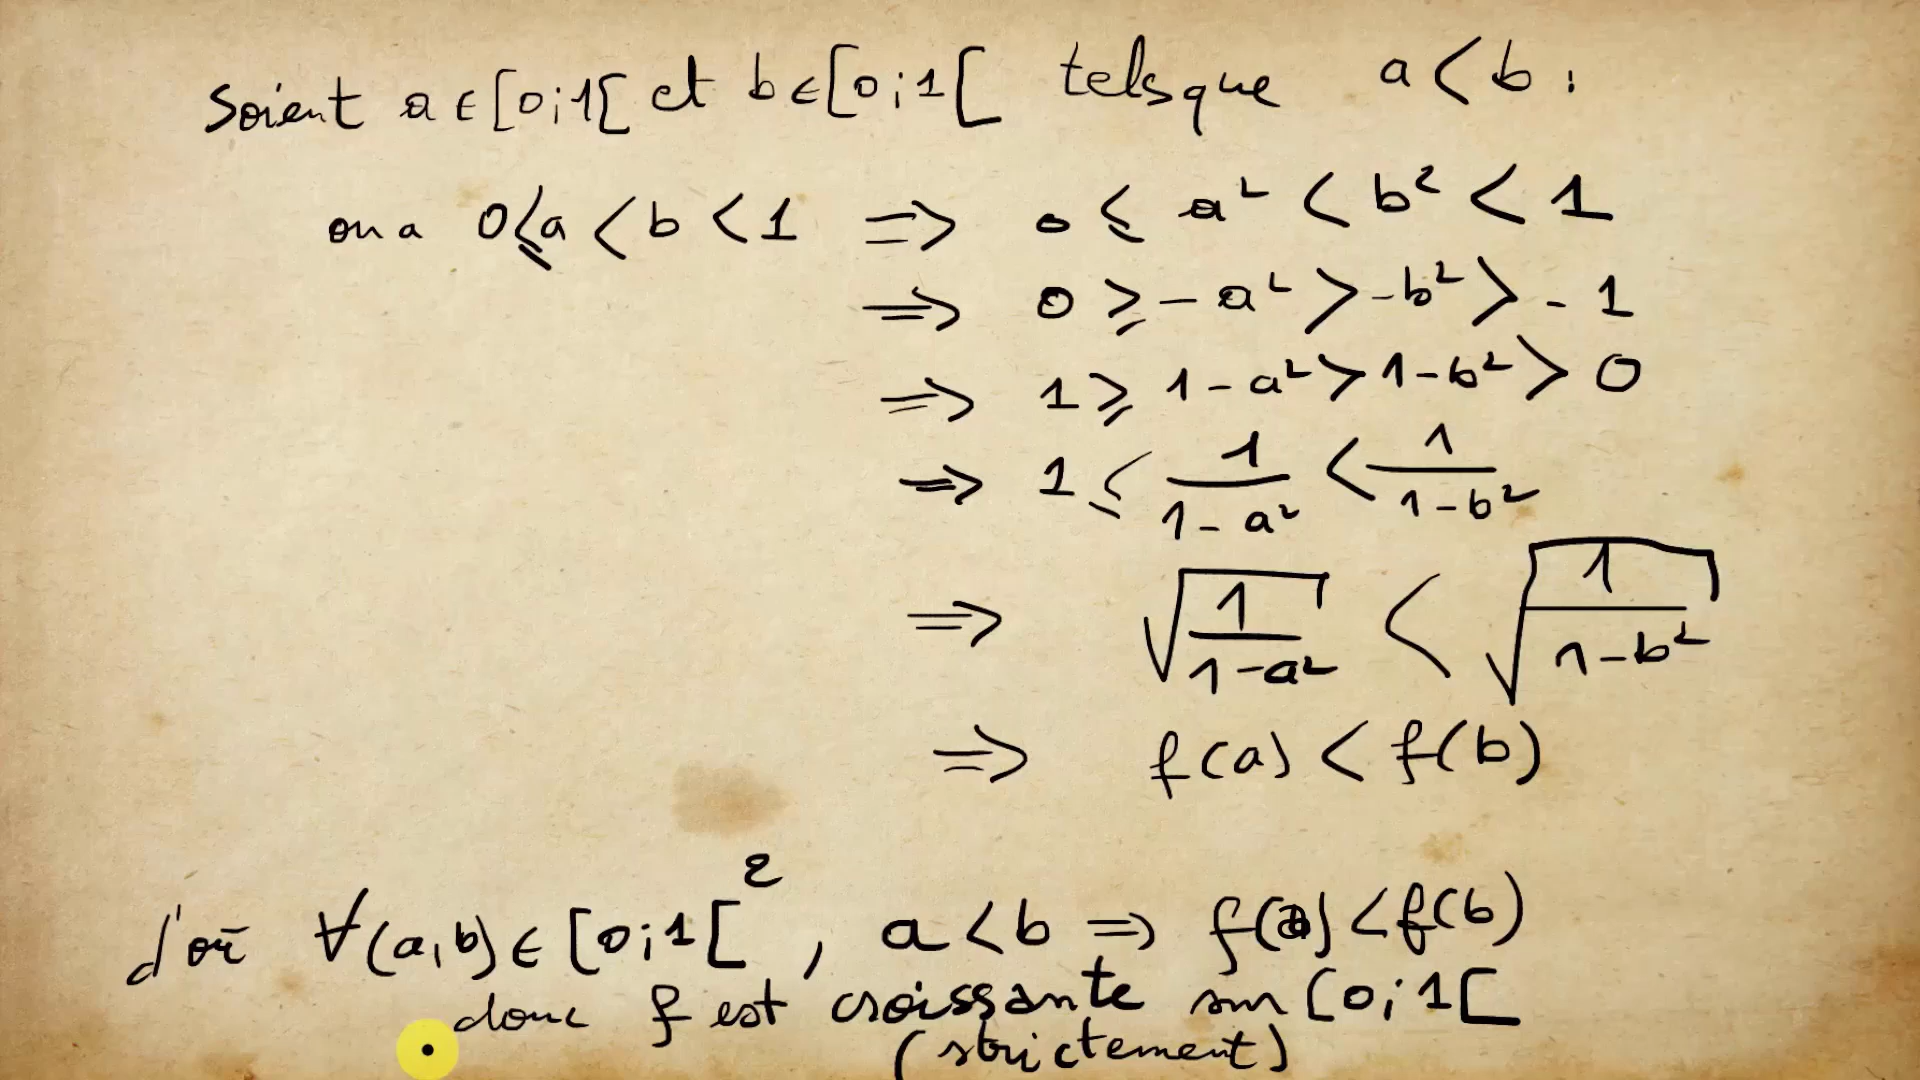 Soient a ∈ [0;1[ et b ∈ [0;1[ tels que a < b :
on a 0 ⩽ a < b < 1 ⇒ 0 ⩽ a² < b² < 1
⇒ 0 ⩾ -a² > -b² > -1
⇒ 1 ⩾ 1-a² > 1-b² > 0
⇒ 1 ⩽ 1/(1-a²) < 1/(1-b²)
⇒ √(1/(1-a²)) < √(1/(1-b²))
⇒ f(a) < f(b)
d'où ∀(a,b) ∈ [0;1[², a < b ⇒ f(a) < f(b)
donc f est croissante sur [0;1[
(strictement)